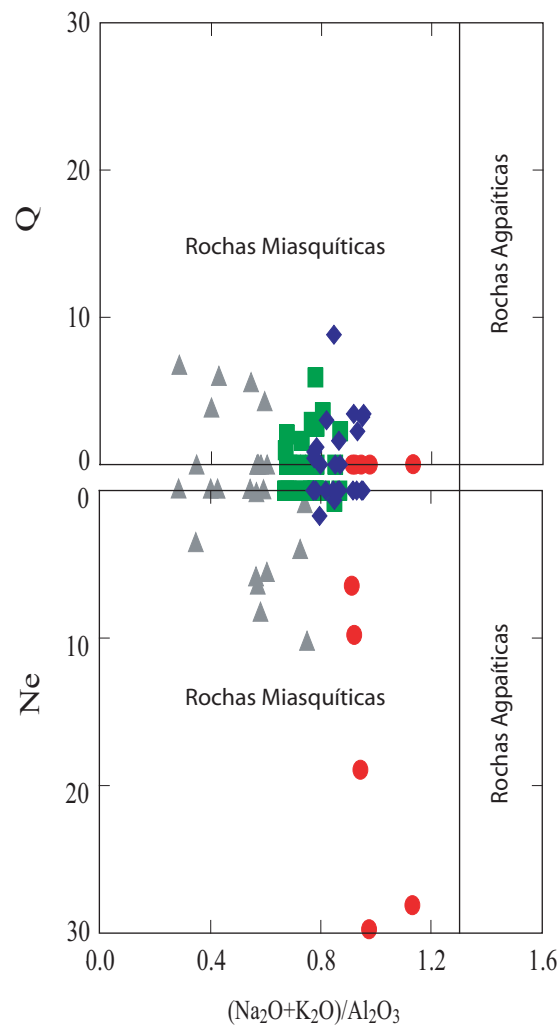 30
20
Q
Rochas Miasquíticas
Rochas Agpaíticas
10
0
0
10
Ne
Rochas Miasquíticas
Rochas Agpaíticas
20
30
0.0 0.4 0.8 1.2 1.6
(Na₂O+K₂O)/Al₂O₃